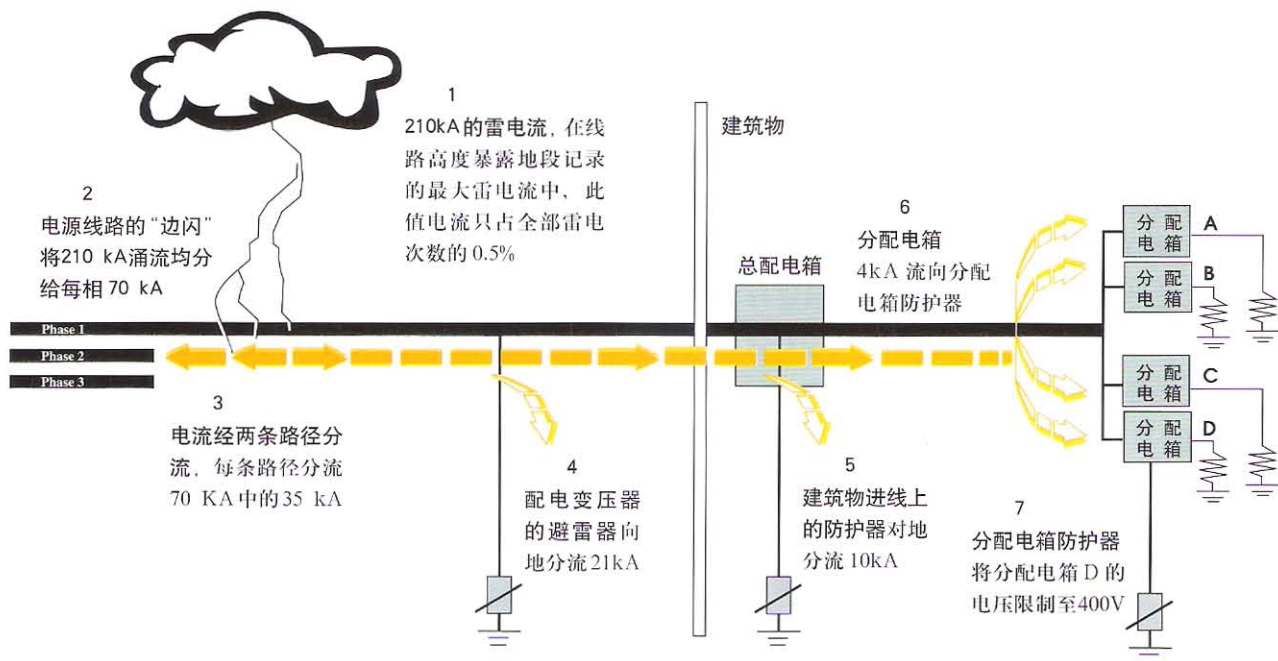 1
210kA的雷电流，在线
路高度暴露地段记录
的最大雷电流中，此
值电流只占全部雷电
次数的0.5%
2
电源线路的“边闪”
将210 kA涌流均分
给每相70 kA
Phase 1
Phase 2
Phase 3
3
电流经两条路径分
流，每条路径分流
70 KA中的35 kA
4
配电变压器
的避雷器向
地分流21kA
建筑物
总配电箱
5
建筑物进线上
的防护器对地
分流10kA
6
分配电箱
4kA 流向分配
电箱防护器
7
分配电箱防护器
将分配电箱D的
电压限制至400V
分 配
电 箱
A
分 配
电 箱
B
分 配
电 箱
C
分 配
电 箱
D